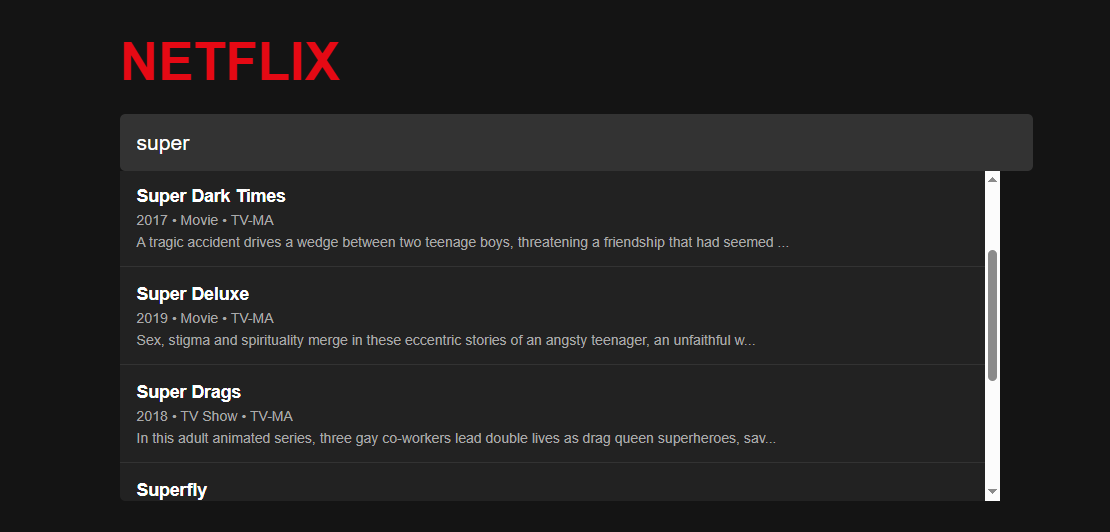 NETFLIX
super
Super Dark Times
2017 • Movie • TV-MA
A tragic accident drives a wedge between two teenage boys, threatening a friendship that had seemed ...
Super Deluxe
2019 • Movie • TV-MA
Sex, stigma and spirituality merge in these eccentric stories of an angsty teenager, an unfaithful w...
Super Drags
2018 • TV Show • TV-MA
In this adult animated series, three gay co-workers lead double lives as drag queen superheroes, sav...
Superfly